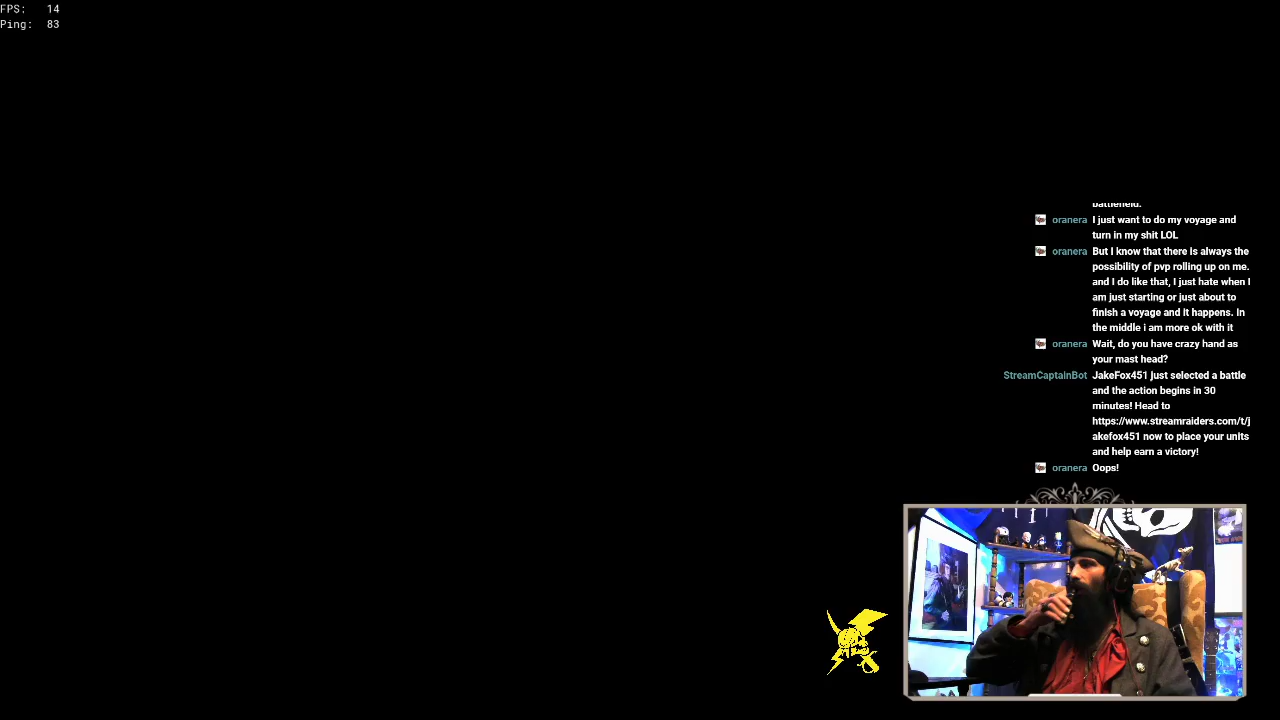 FPS: 14
Ping: 83
battlefield.
oranera I just want to do my voyage and
turn in my shit LOL
oranera But I know that there is always the
possibility of pvp rolling up on me.
and I do like that, I just hate when I
am just starting or just about to
finish a voyage and it happens. In
the middle i am more ok with it
oranera Wait, do you have crazy hand as
your mast head?
StreamCaptainBot JakeFox451 just selected a battle
and the action begins in 30
minutes! Head to
https://www.streamraiders.com/t/j
akefox451 now to place your units
and help earn a victory!
oranera Oops!